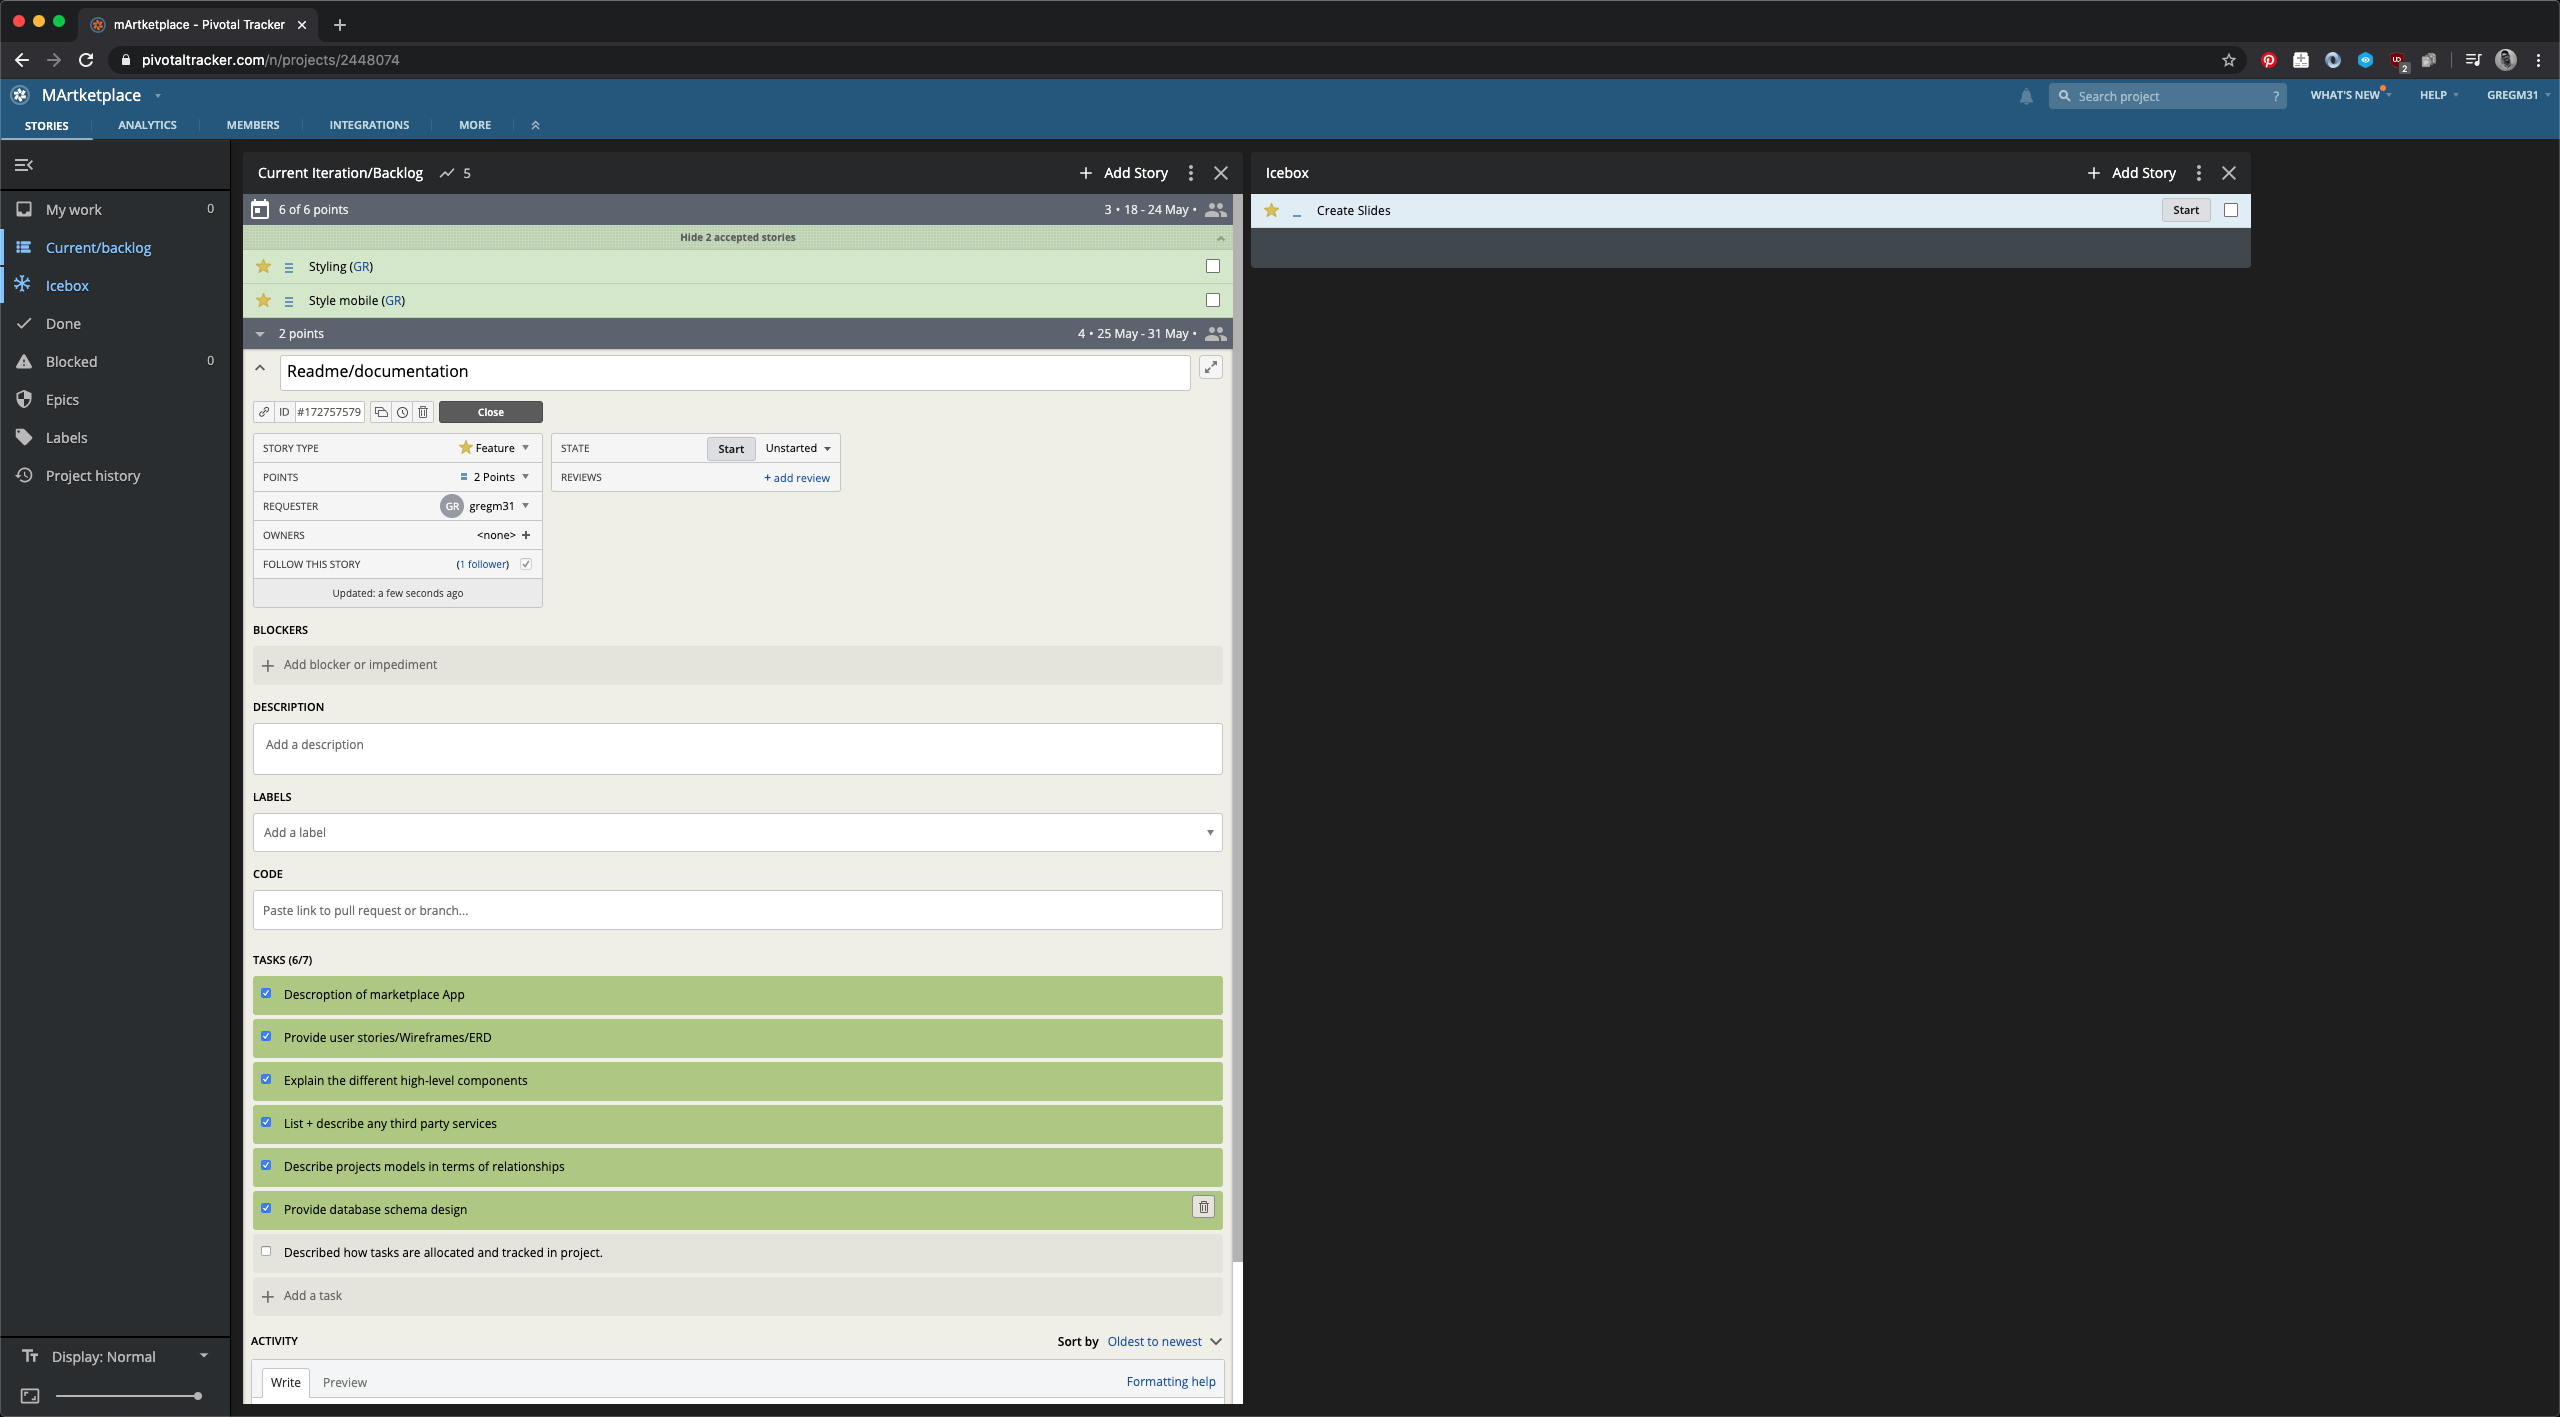 mArtketplace - Pivotal Tracker
pivotaltracker.com/n/projects/2448074
2
MArtketplace
Search project ?
WHAT'S NEW
HELP
GREGM31
STORIES
ANALYTICS
MEMBERS
INTEGRATIONS
MORE
My work 0
Current/backlog
Icebox
Done
Blocked 0
Epics
Labels
Project history
Display: Normal
Current Iteration/Backlog 5
Add Story
6 of 6 points 3 • 18 - 24 May •
Hide 2 accepted stories
Styling (GR)
Style mobile (GR)
2 points 4 • 25 May - 31 May •
Readme/documentation
ID #172757579 Close
STORY TYPE Feature
POINTS 2 Points
REQUESTER GR gregm31
OWNERS <none> +
FOLLOW THIS STORY (1 follower)
Updated: a few seconds ago
STATE Start Unstarted
REVIEWS + add review
BLOCKERS
Add blocker or impediment
DESCRIPTION
Add a description
LABELS
Add a label
CODE
Paste link to pull request or branch...
TASKS (6/7)
Descroption of marketplace App
Provide user stories/Wireframes/ERD
Explain the different high-level components
List + describe any third party services
Describe projects models in terms of relationships
Provide database schema design
Described how tasks are allocated and tracked in project.
Add a task
ACTIVITY Sort by Oldest to newest
Write Preview Formatting help
Icebox
Add Story
Create Slides Start